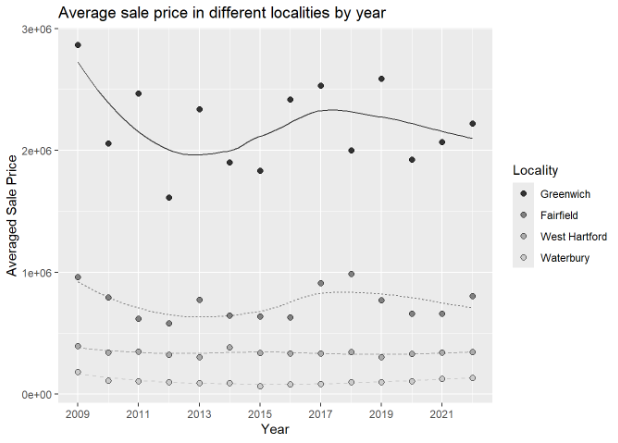 Average sale price in different localities by year
3e+06
2e+06
1e+06
0e+00
Averaged Sale Price
2009 2011 2013 2015 2017 2019 2021
Year
Locality
Greenwich
Fairfield
West Hartford
Waterbury